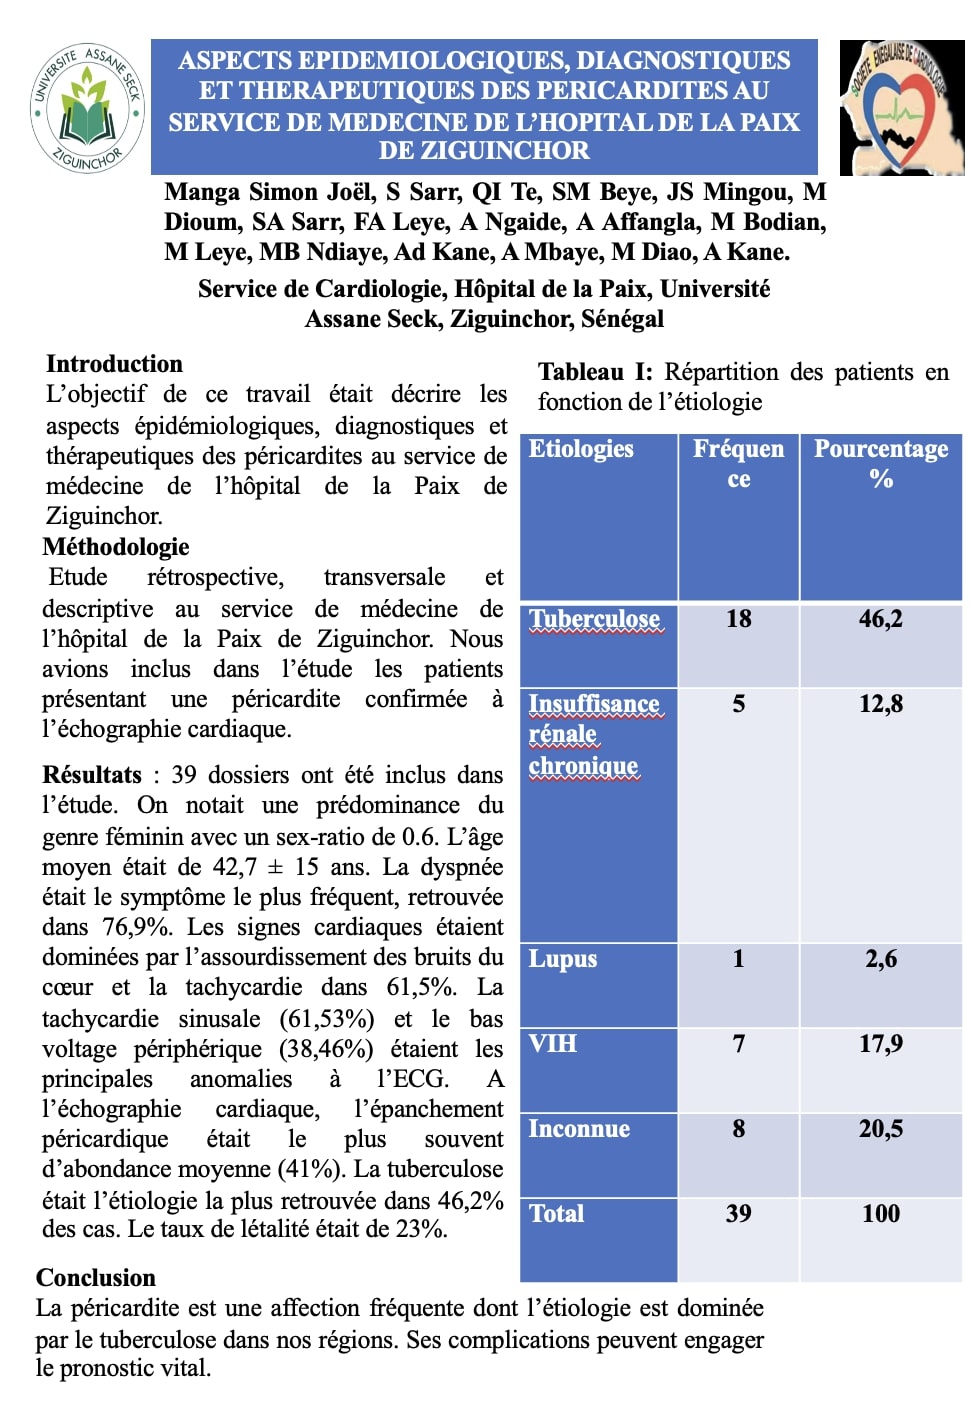 UNIVERSITE ASSANE SECK
ZIGUINCHOR
ASPECTS EPIDEMIOLOGIQUES, DIAGNOSTIQUES
ET THERAPEUTIQUES DES PERICARDITES AU
SERVICE DE MEDECINE DE L’HOPITAL DE LA PAIX
DE ZIGUINCHOR
SOCIETE ENEGALAISE DE CARDIOLOGIE
Manga Simon Joël, S Sarr, QI Te, SM Beye, JS Mingou, M
Dioum, SA Sarr, FA Leye, A Ngaide, A Affangla, M Bodian,
M Leye, MB Ndiaye, Ad Kane, A Mbaye, M Diao, A Kane.
Service de Cardiologie, Hôpital de la Paix, Université
Assane Seck, Ziguinchor, Sénégal
Introduction
L’objectif de ce travail était décrire les
aspects épidémiologiques, diagnostiques et
thérapeutiques des péricardites au service de
médecine de l’hôpital de la Paix de
Ziguinchor.
Méthodologie
Etude rétrospective, transversale et
descriptive au service de médecine de
l’hôpital de la Paix de Ziguinchor. Nous
avions inclus dans l’étude les patients
présentant une péricardite confirmée à
l’échographie cardiaque.
Résultats : 39 dossiers ont été inclus dans
l’étude. On notait une prédominance du
genre féminin avec un sex-ratio de 0.6. L’âge
moyen était de 42,7 ± 15 ans. La dyspnée
était le symptôme le plus fréquent, retrouvée
dans 76,9%. Les signes cardiaques étaient
dominées par l’assourdissement des bruits du
cœur et la tachycardie dans 61,5%. La
tachycardie sinusale (61,53%) et le bas
voltage périphérique (38,46%) étaient les
principales anomalies à l’ECG. A
l’échographie cardiaque, l’épanchement
péricardique était le plus souvent
d’abondance moyenne (41%). La tuberculose
était l’étiologie la plus retrouvée dans 46,2%
des cas. Le taux de létalité était de 23%.
Tableau I: Répartition des patients en
fonction de l’étiologie
Etiologies Fréquen Pourcentage
ce %
Tuberculose 18 46,2
Insuffisance 5 12,8
rénale
chronique
Lupus 1 2,6
VIH 7 17,9
Inconnue 8 20,5
Total 39 100
Conclusion
La péricardite est une affection fréquente dont l’étiologie est dominée
par le tuberculose dans nos régions. Ses complications peuvent engager
le pronostic vital.